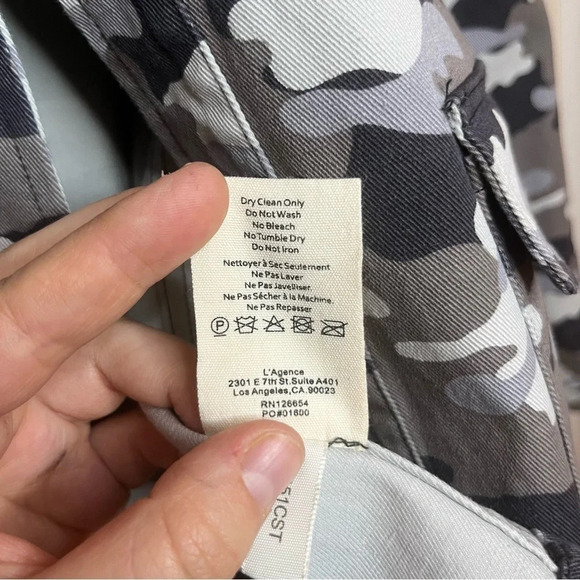 Dry Clean Only
Do Not Wash
No Bleach
No Tumble Dry
Do Not Iron
Nettoyer à Sec Seulement
Ne Pas Laver
Ne Pas Javelliser.
Ne Pas Sécher à la Machine.
Ne Pas Repasser
P
L'Agence
2301 E 7th St.Suite A401
Los Angeles,CA.90023
RN126654
PO#01600
51CST